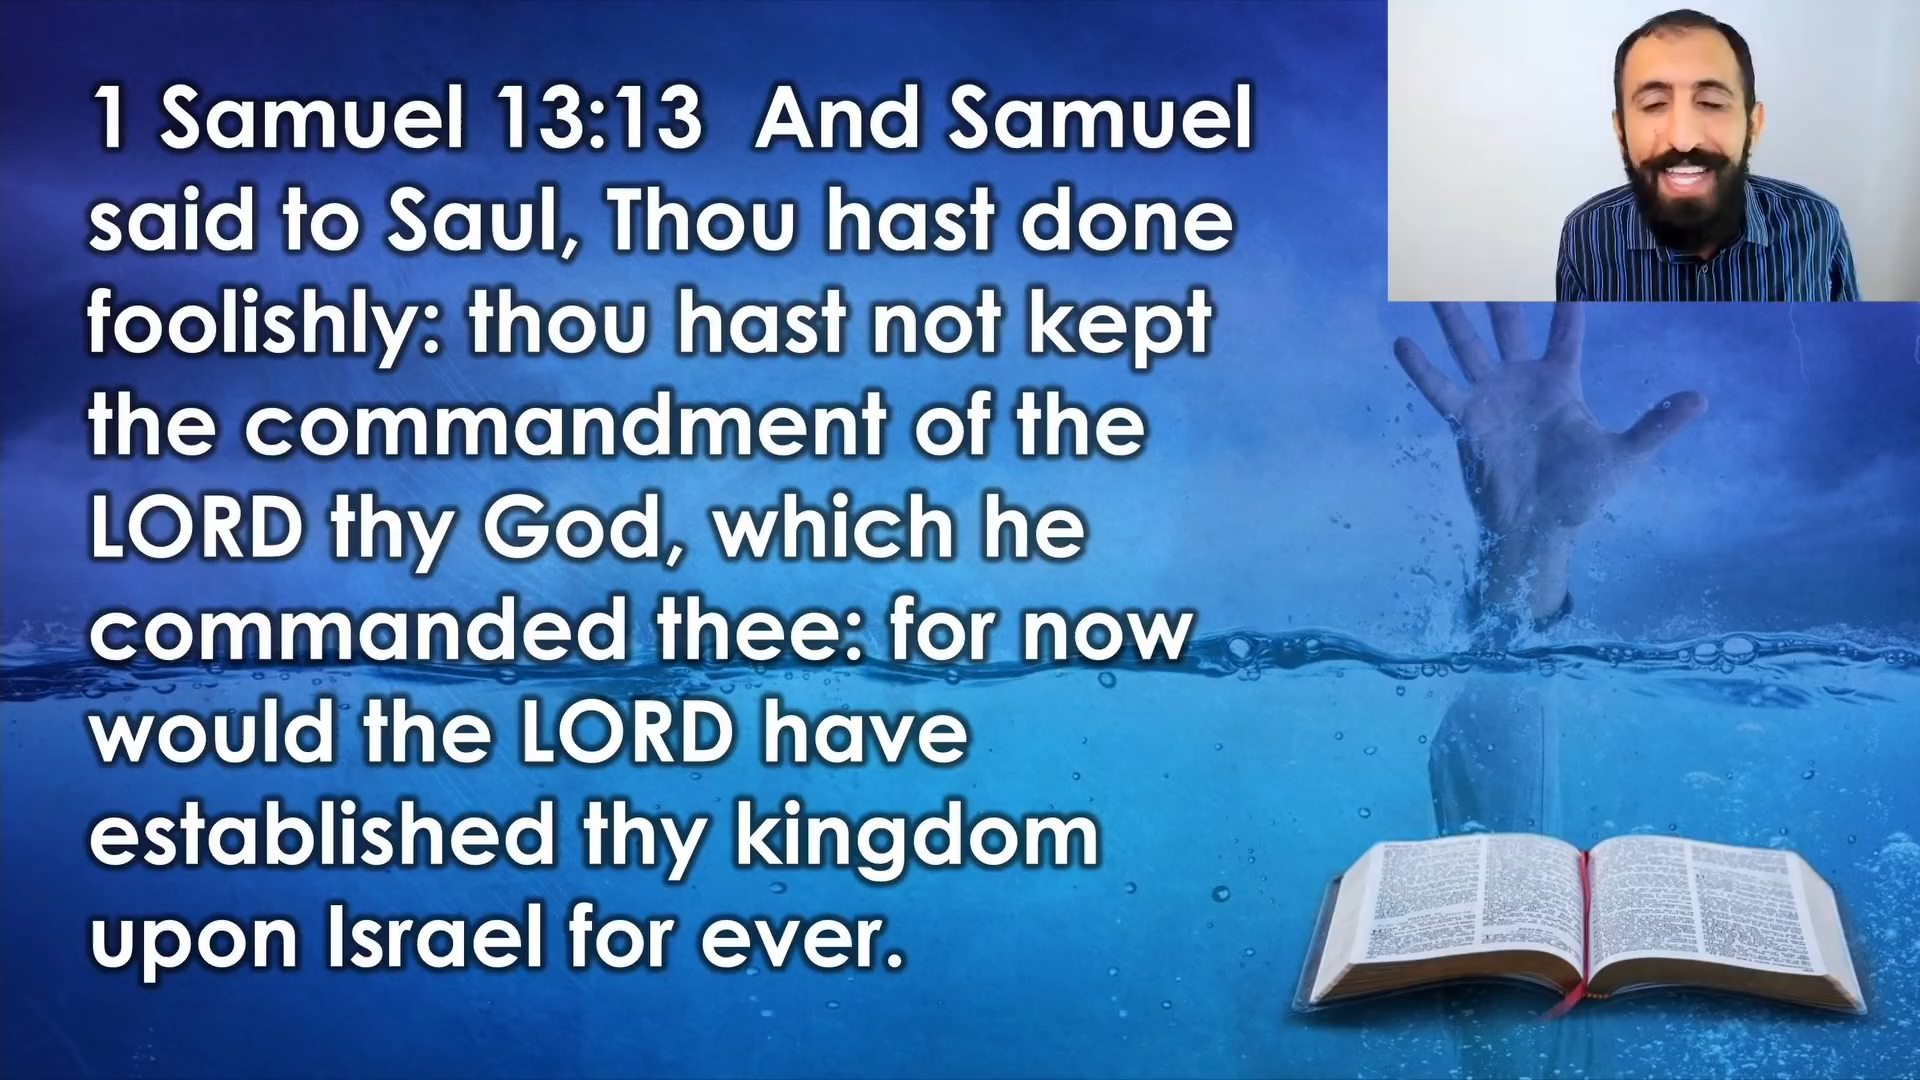 1 Samuel 13:13  And Samuel
said to Saul, Thou hast done
foolishly: thou hast not kept
the commandment of the
LORD thy God, which he
commanded thee: for now
would the LORD have
established thy kingdom
upon Israel for ever.